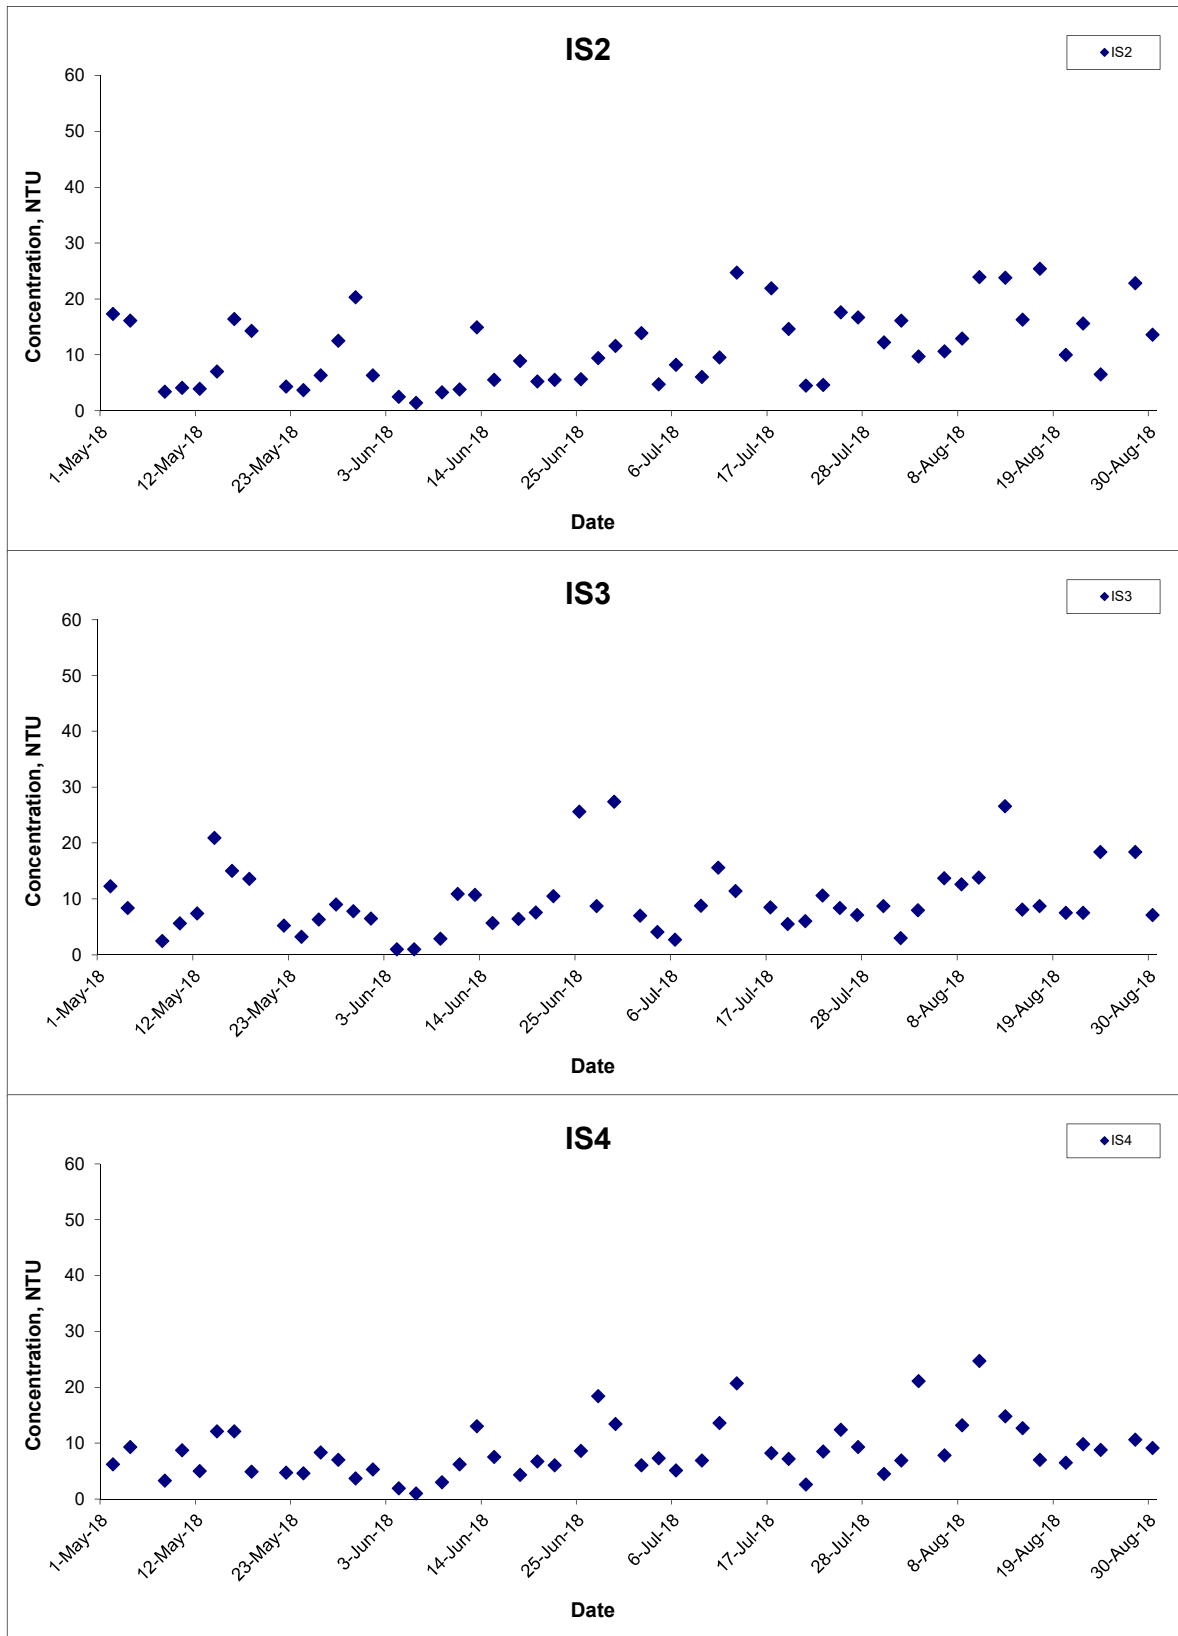 IS2
IS2
60
50
40
30
20
10
0
Concentration, NTU
1-May-18
12-May-18
23-May-18
3-Jun-18
14-Jun-18
25-Jun-18
6-Jul-18
17-Jul-18
28-Jul-18
8-Aug-18
19-Aug-18
30-Aug-18
Date
IS3
IS3
60
50
40
30
20
10
0
Concentration, NTU
1-May-18
12-May-18
23-May-18
3-Jun-18
14-Jun-18
25-Jun-18
6-Jul-18
17-Jul-18
28-Jul-18
8-Aug-18
19-Aug-18
30-Aug-18
Date
IS4
IS4
60
50
40
30
20
10
0
Concentration, NTU
1-May-18
12-May-18
23-May-18
3-Jun-18
14-Jun-18
25-Jun-18
6-Jul-18
17-Jul-18
28-Jul-18
8-Aug-18
19-Aug-18
30-Aug-18
Date